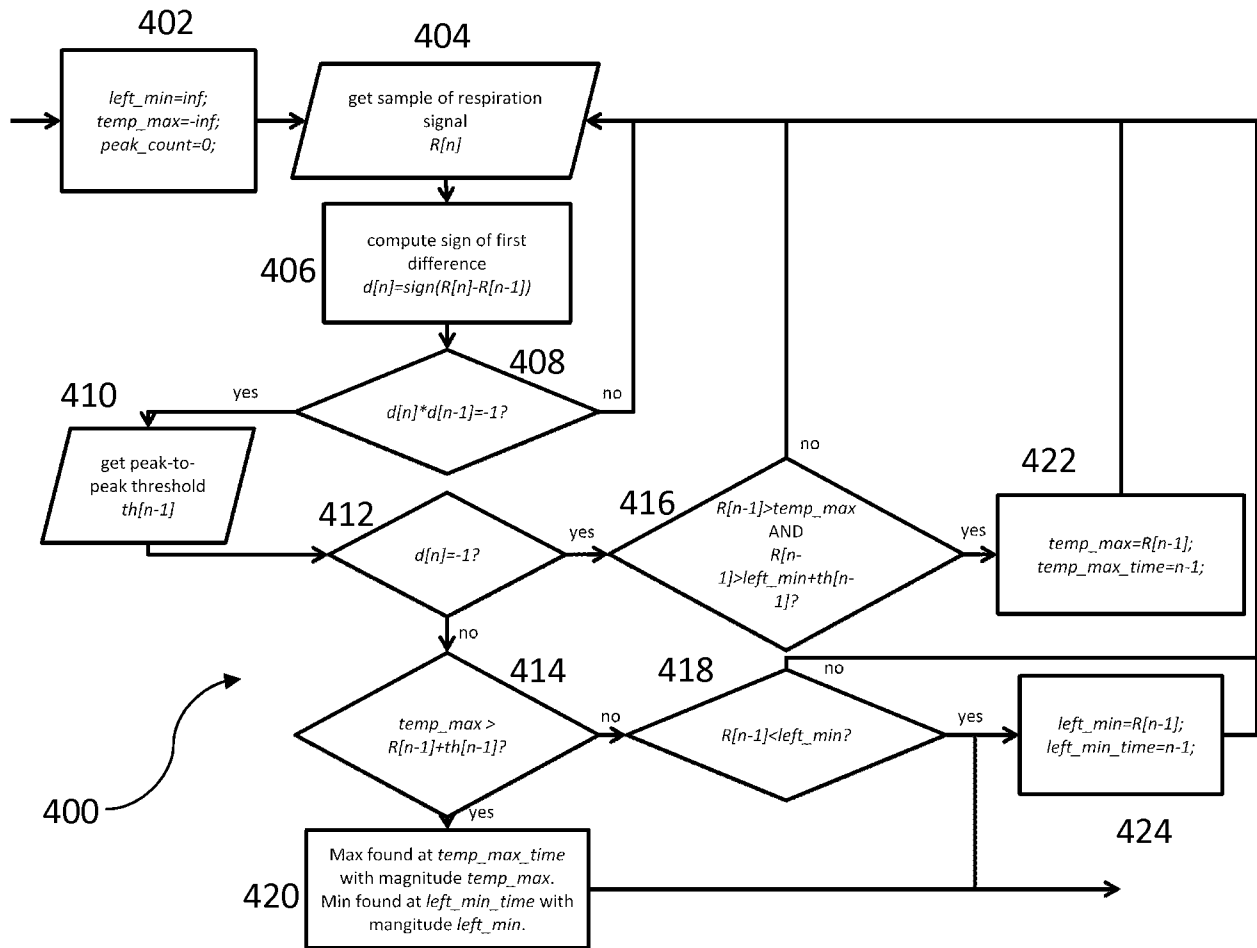 402
left_min=inf;
temp_max=-inf;
peak_count=0;
404
get sample of respiration
signal
R[n]
406
compute sign of first
difference
d[n]=sign(R[n]-R[n-1])
408
d[n]*d[n-1]=-1?
yes
no
410
get peak-to-
peak threshold
th[n-1]
412
d[n]=-1?
yes
no
416
R[n-1]>temp_max
AND
R[n-
1]>left_min+th[n-
1]?
no
yes
422
temp_max=R[n-1];
temp_max_time=n-1;
414
temp_max >
R[n-1]+th[n-1]?
no
yes
418
R[n-1]<left_min?
no
yes
left_min=R[n-1];
left_min_time=n-1;
424
400
420
Max found at temp_max_time
with magnitude temp_max.
Min found at left_min_time with
mangitude left_min.